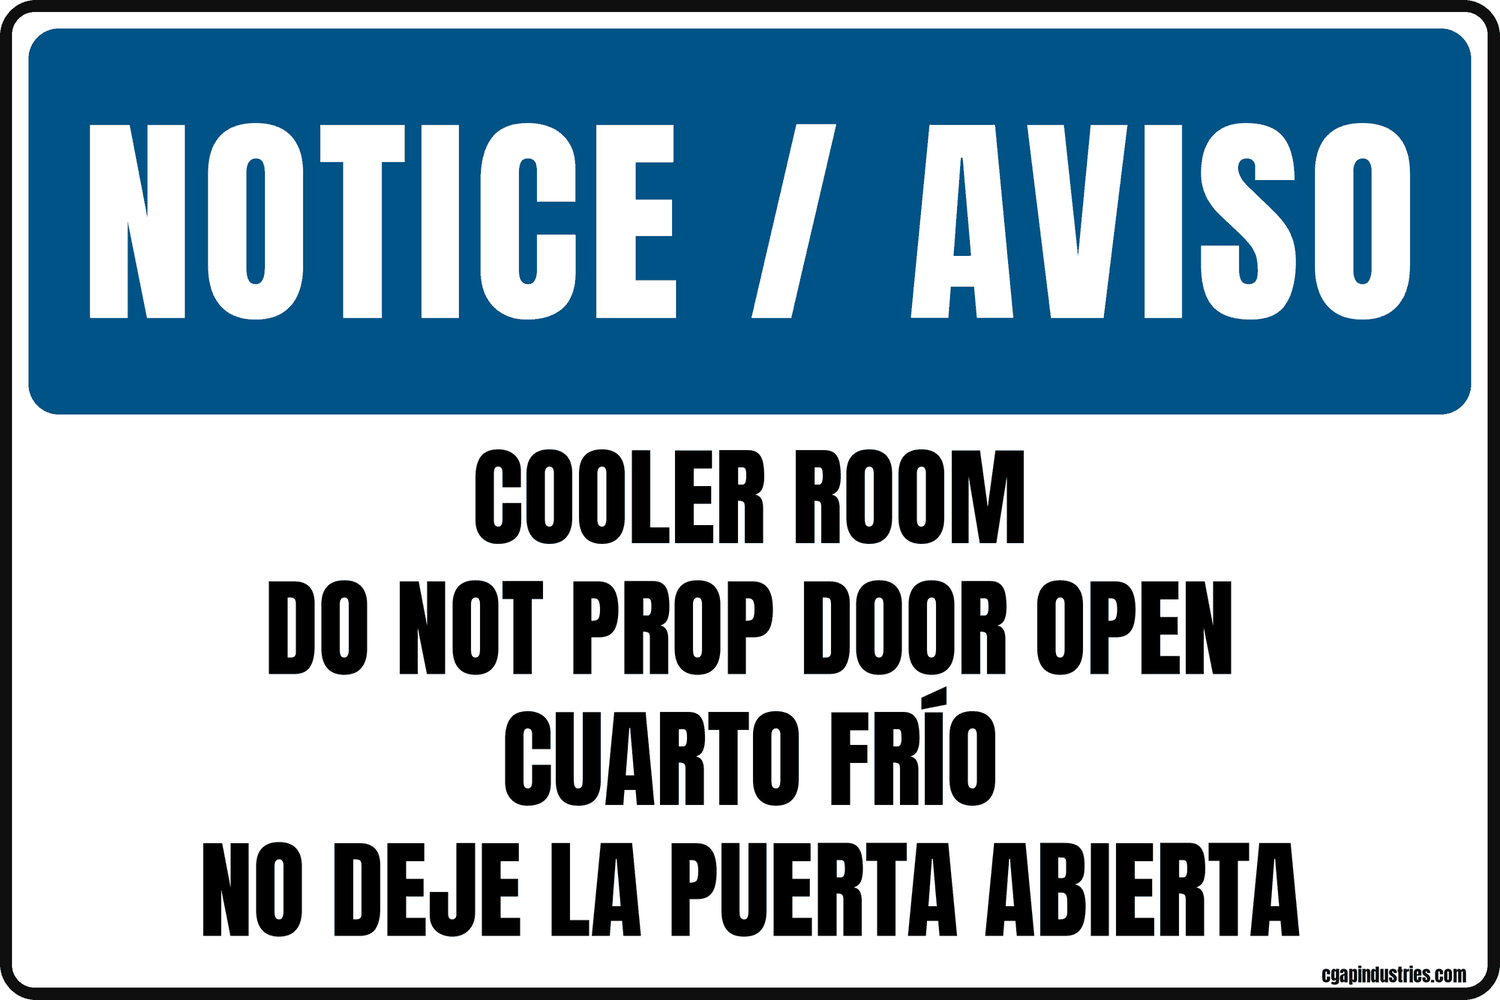 NOTICE / AVISO
COOLER ROOM
DO NOT PROP DOOR OPEN
CUARTO FRÍO
NO DEJE LA PUERTA ABIERTA
cgapindustries.com